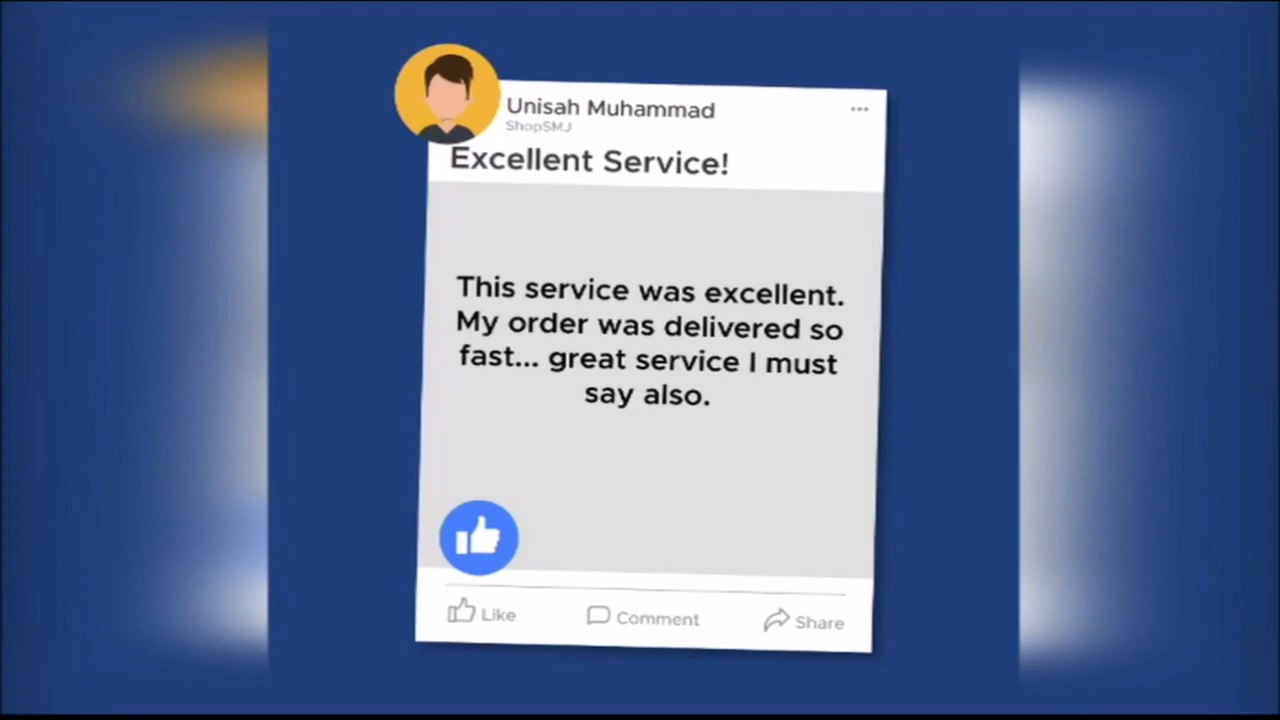 Unisah Muhammad
ShopSMJ
Excellent Service!
This service was excellent.
My order was delivered so
fast... great service I must
say also.
Like
Comment
Share